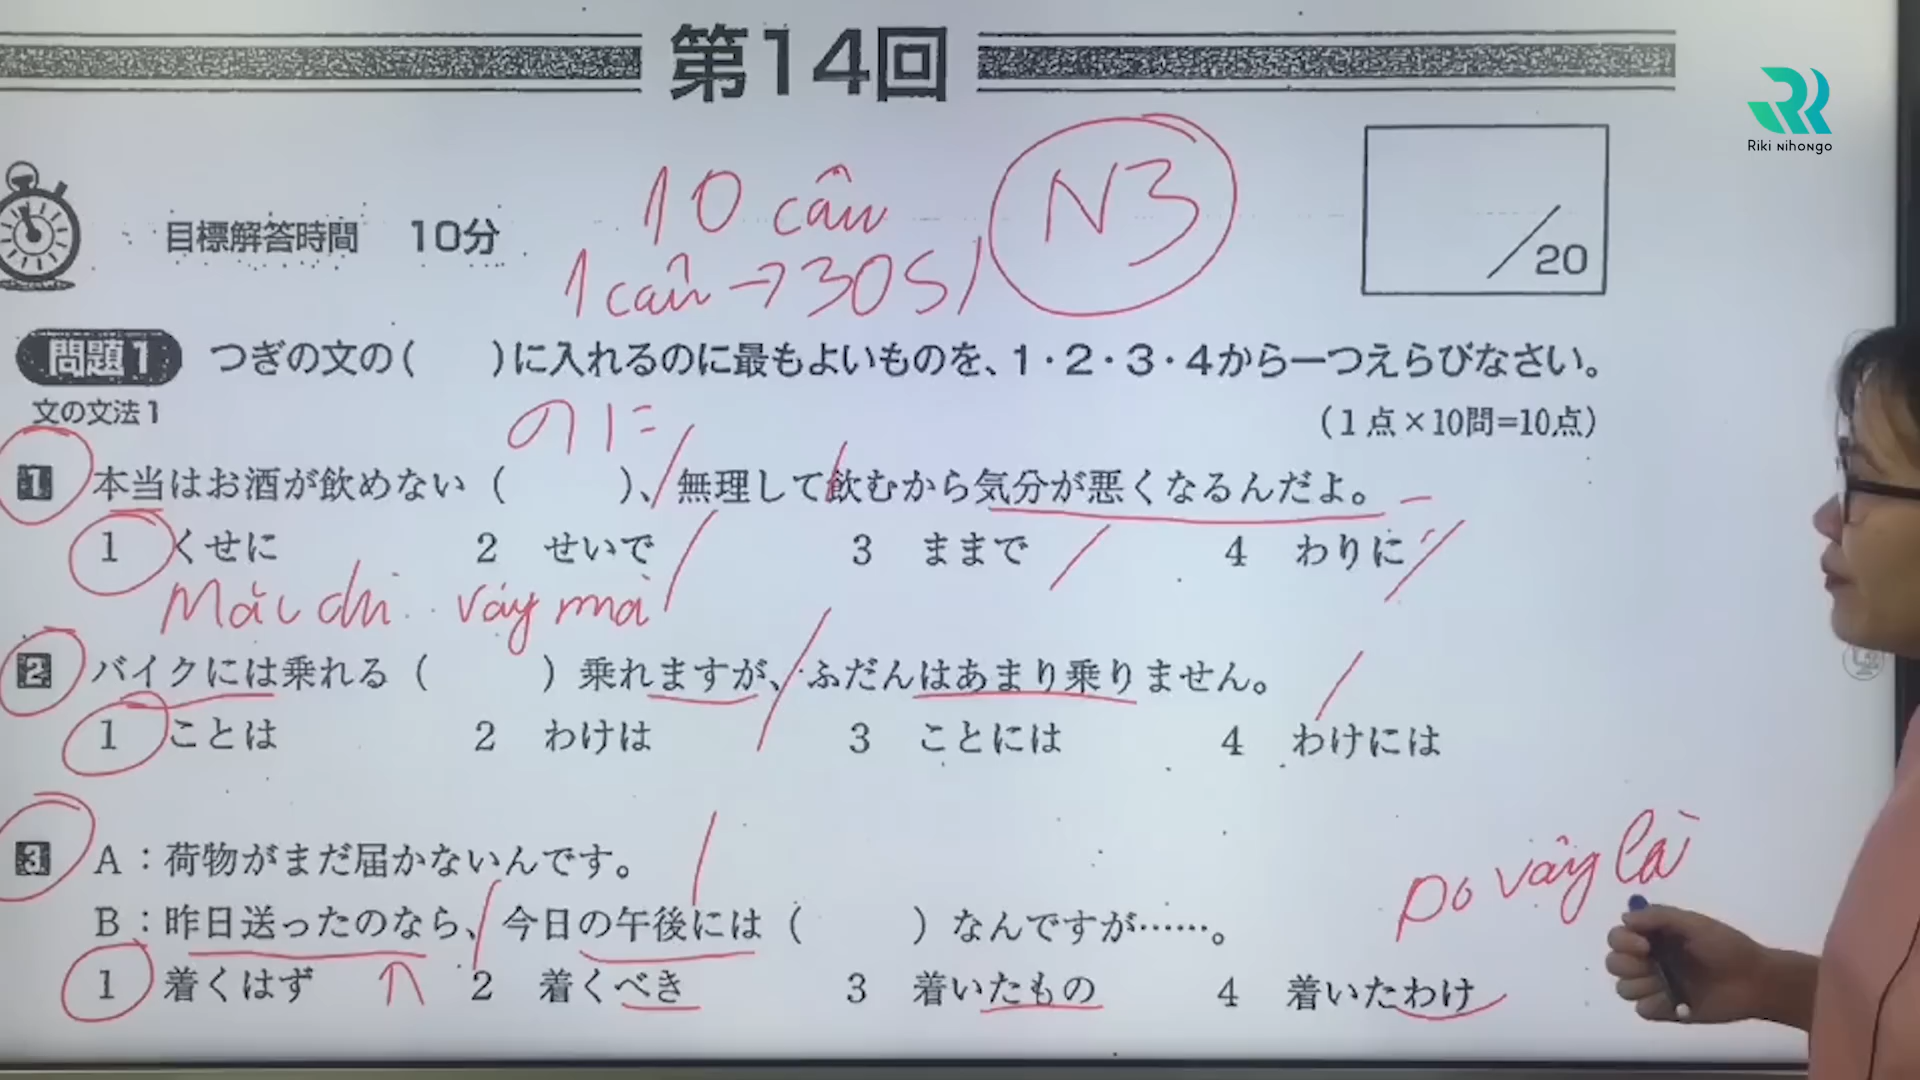 第14回
Riki Nihongo
10 câu
N3
1 câu → 30s
目標解答時間 10分
/20
問題1 つぎの文の( )に入れるのに最もよいものを、1・2・3・4から一つえらびなさい。
文の文法1
(1点×10問=10点)
のに
1 本当はお酒が飲めない( )、無理して飲むから気分が悪くなるんだよ。
1 くせに 2 せいで 3 ままで 4 わりに
Mặc dù vậy mà
2 バイクには乗れる( )乗れますが、ふだんはあまり乗りません。
1 ことは 2 わけは 3 ことには 4 わけには
3 A:荷物がまだ届かないんです。
Do vậy là
B:昨日送ったのなら、今日の午後には( )なんですが……。
1 着くはず 2 着くべき 3 着いたもの 4 着いたわけ